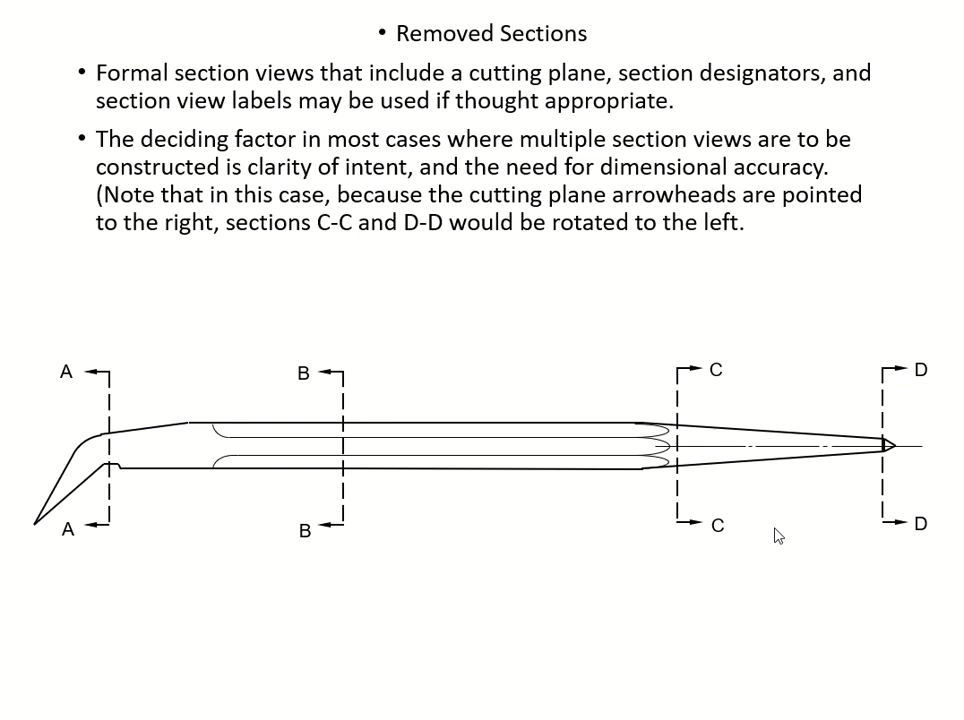 • Removed Sections
• Formal section views that include a cutting plane, section designators, and
section view labels may be used if thought appropriate.
• The deciding factor in most cases where multiple section views are to be
constructed is clarity of intent, and the need for dimensional accuracy.
(Note that in this case, because the cutting plane arrowheads are pointed
to the right, sections C-C and D-D would be rotated to the left.
A B C D
A B C D